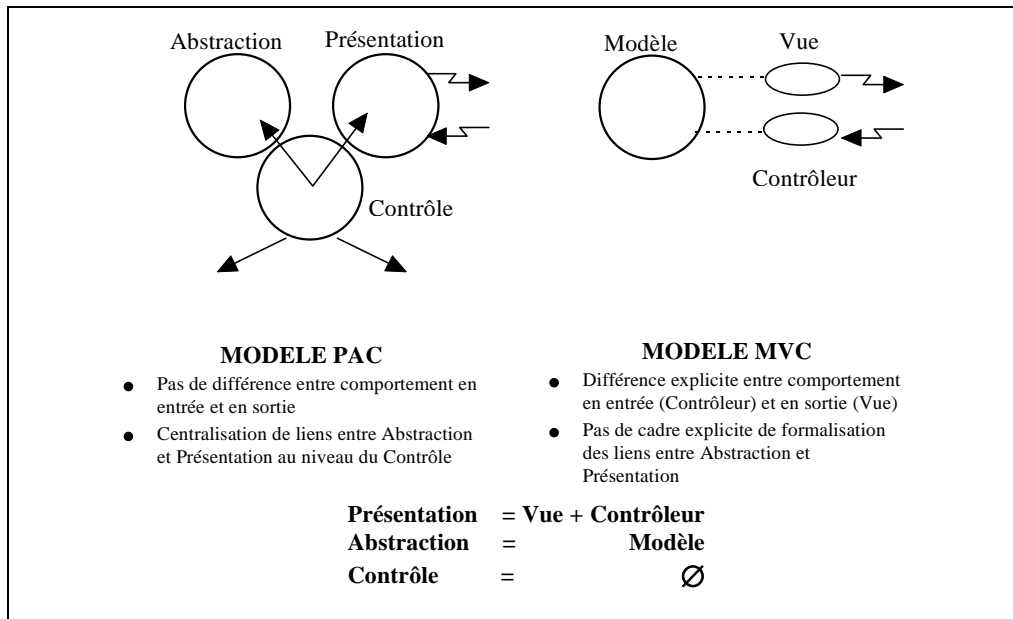 Abstraction
Présentation
Contrôle
Modèle
Vue
Contrôleur
MODELE PAC
● Pas de différence entre comportement en
entrée et en sortie
● Centralisation de liens entre Abstraction
et Présentation au niveau du Contrôle
MODELE MVC
● Différence explicite entre comportement
en entrée (Contrôleur) et en sortie (Vue)
● Pas de cadre explicite de formalisation
des liens entre Abstraction et
Présentation
Présentation = Vue + Contrôleur
Abstraction = Modèle
Contrôle = Ø